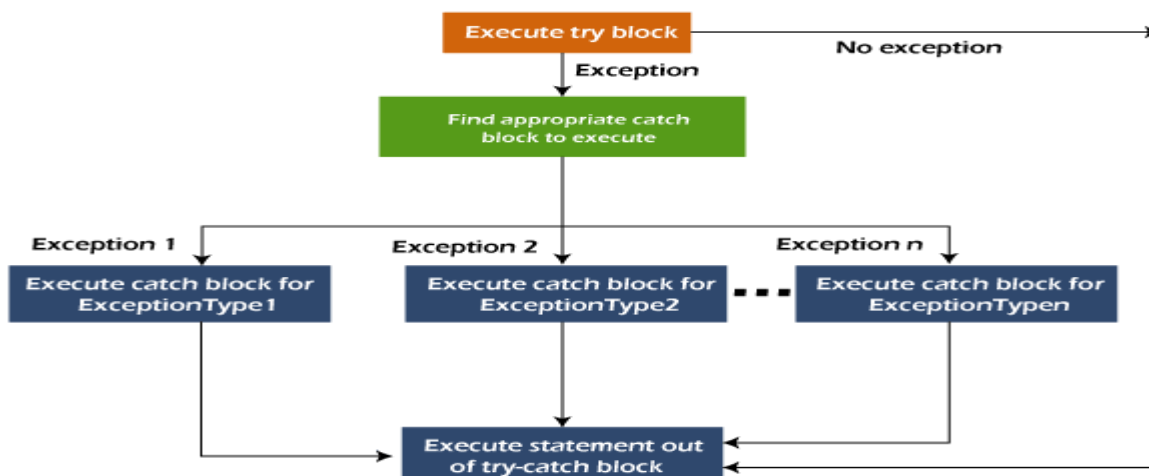 Execute try block
No exception
Exception
Find appropriate catch
block to execute
Exception 1
Exception 2
Exception n
Execute catch block for
ExceptionType1
Execute catch block for
ExceptionType2
Execute catch block for
ExceptionTypen
Execute statement out
of try-catch block